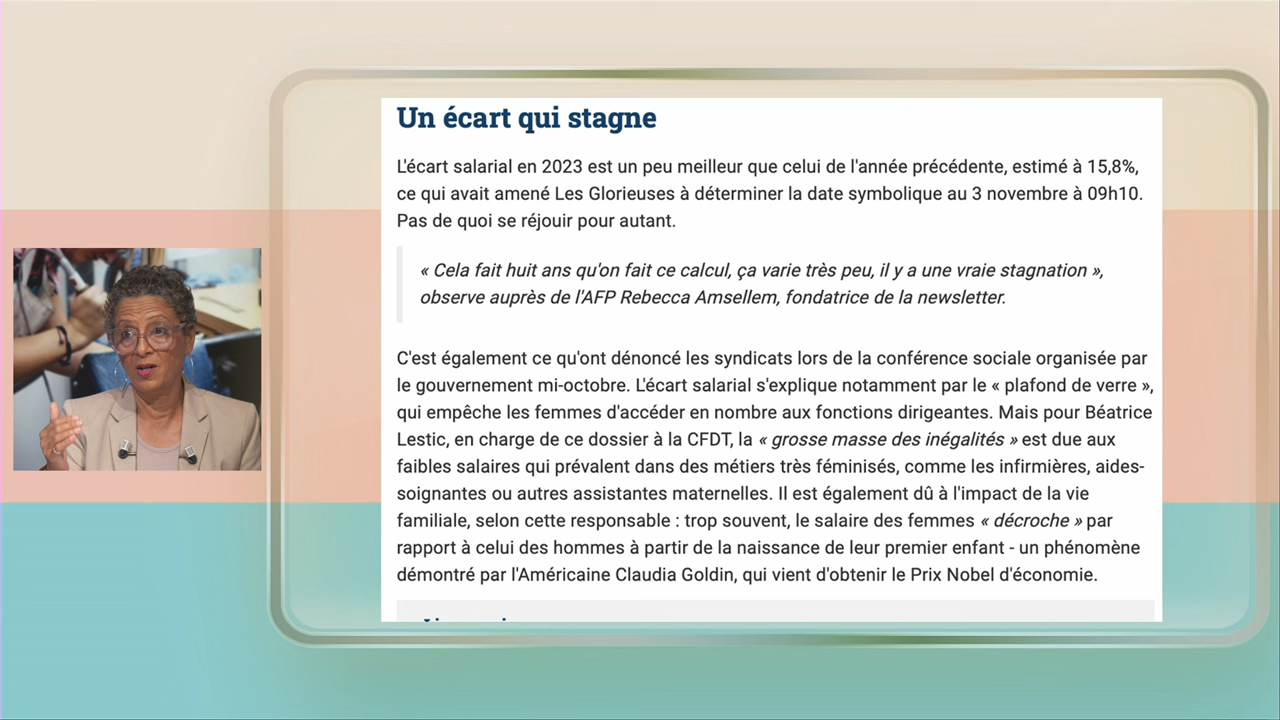 Un écart qui stagne
L'écart salarial en 2023 est un peu meilleur que celui de l'année précédente, estimé à 15,8%,
ce qui avait amené Les Glorieuses à déterminer la date symbolique au 3 novembre à 09h10.
Pas de quoi se réjouir pour autant.
« Cela fait huit ans qu'on fait ce calcul, ça varie très peu, il y a une vraie stagnation »,
observe auprès de l'AFP Rebecca Amsellem, fondatrice de la newsletter.
C'est également ce qu'ont dénoncé les syndicats lors de la conférence sociale organisée par
le gouvernement mi-octobre. L'écart salarial s'explique notamment par le « plafond de verre »,
qui empêche les femmes d'accéder en nombre aux fonctions dirigeantes. Mais pour Béatrice
Lestic, en charge de ce dossier à la CFDT, la « grosse masse des inégalités » est due aux
faibles salaires qui prévalent dans des métiers très féminisés, comme les infirmières, aides-
soignantes ou autres assistantes maternelles. Il est également dû à l'impact de la vie
familiale, selon cette responsable : trop souvent, le salaire des femmes « décroche » par
rapport à celui des hommes à partir de la naissance de leur premier enfant - un phénomène
démontré par l'Américaine Claudia Goldin, qui vient d'obtenir le Prix Nobel d'économie.